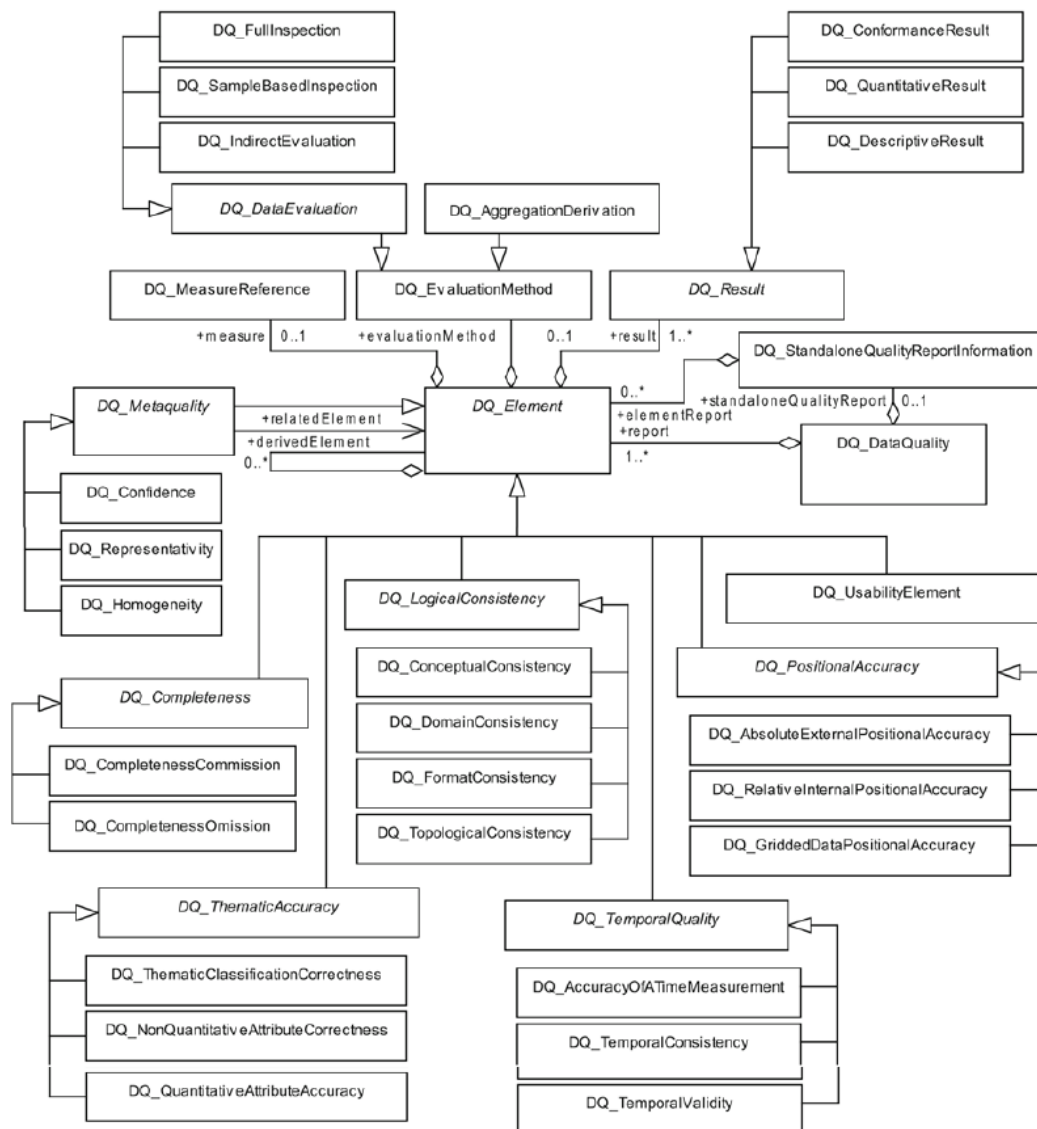 DQ_FullInspection
DQ_ConformanceResult
DQ_SampleBasedInspection
DQ_QuantitativeResult
DQ_IndirectEvaluation
DQ_DescriptiveResult
DQ_DataEvaluation
DQ_AggregationDerivation
DQ_MeasureReference
DQ_EvaluationMethod
DQ_Result
+measure
0..1
+evaluationMethod
0..1
+result
1..*
DQ_StandaloneQualityReportInformation
DQ_Metaquality
+relatedElement
+derivedElement
0..*
DQ_Element
0..*
+elementReport
+standaloneQualityReport
0..1
+report
1..*
DQ_DataQuality
DQ_Confidence
DQ_Representativity
DQ_Homogeneity
DQ_LogicalConsistency
DQ_UsabilityElement
DQ_ConceptualConsistency
DQ_PositionalAccuracy
DQ_Completeness
DQ_DomainConsistency
DQ_AbsoluteExternalPositionalAccuracy
DQ_CompletenessCommission
DQ_FormatConsistency
DQ_RelativeInternalPositionalAccuracy
DQ_CompletenessOmission
DQ_TopologicalConsistency
DQ_GriddedDataPositionalAccuracy
DQ_ThematicAccuracy
DQ_TemporalQuality
DQ_ThematicClassificationCorrectness
DQ_AccuracyOfATimeMeasurement
DQ_NonQuantitativeAttributeCorrectness
DQ_TemporalConsistency
DQ_QuantitativeAttributeAccuracy
DQ_TemporalValidity